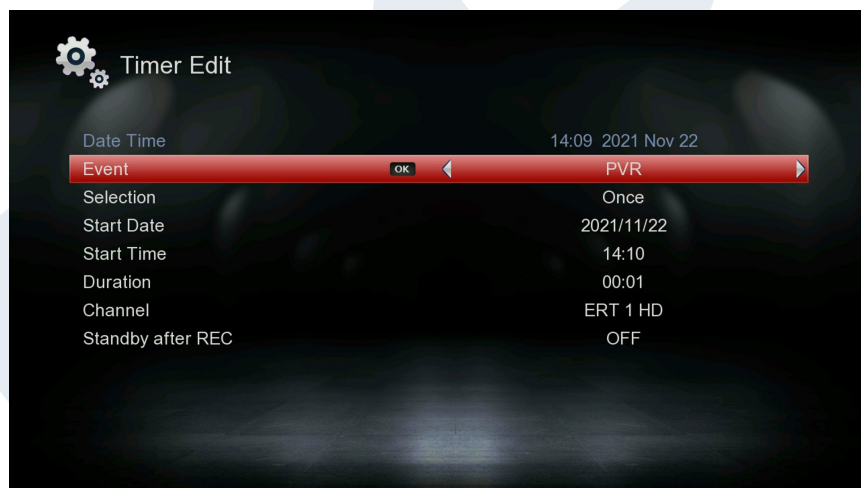 Timer Edit
Date Time 14:09 2021 Nov 22
Event OK PVR
Selection Once
Start Date 2021/11/22
Start Time 14:10
Duration 00:01
Channel ERT 1 HD
Standby after REC OFF